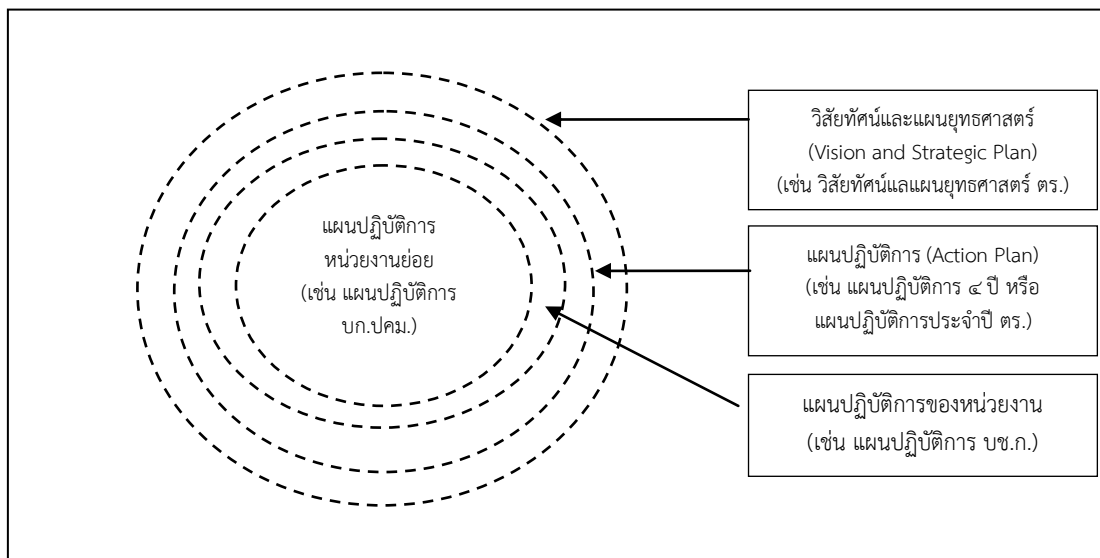 แผนปฏิบัติการ
หน่วยงานย่อย
(เช่น แผนปฏิบัติการ
บก.ปคม.)
วิสัยทัศน์และแผนยุทธศาสตร์
(Vision and Strategic Plan)
(เช่น วิสัยทัศน์แลแผนยุทธศาสตร์ ตร.)
แผนปฏิบัติการ (Action Plan)
(เช่น แผนปฏิบัติการ ๔ ปี หรือ
แผนปฏิบัติการประจำปี ตร.)
แผนปฏิบัติการของหน่วยงาน
(เช่น แผนปฏิบัติการ บช.ก.)